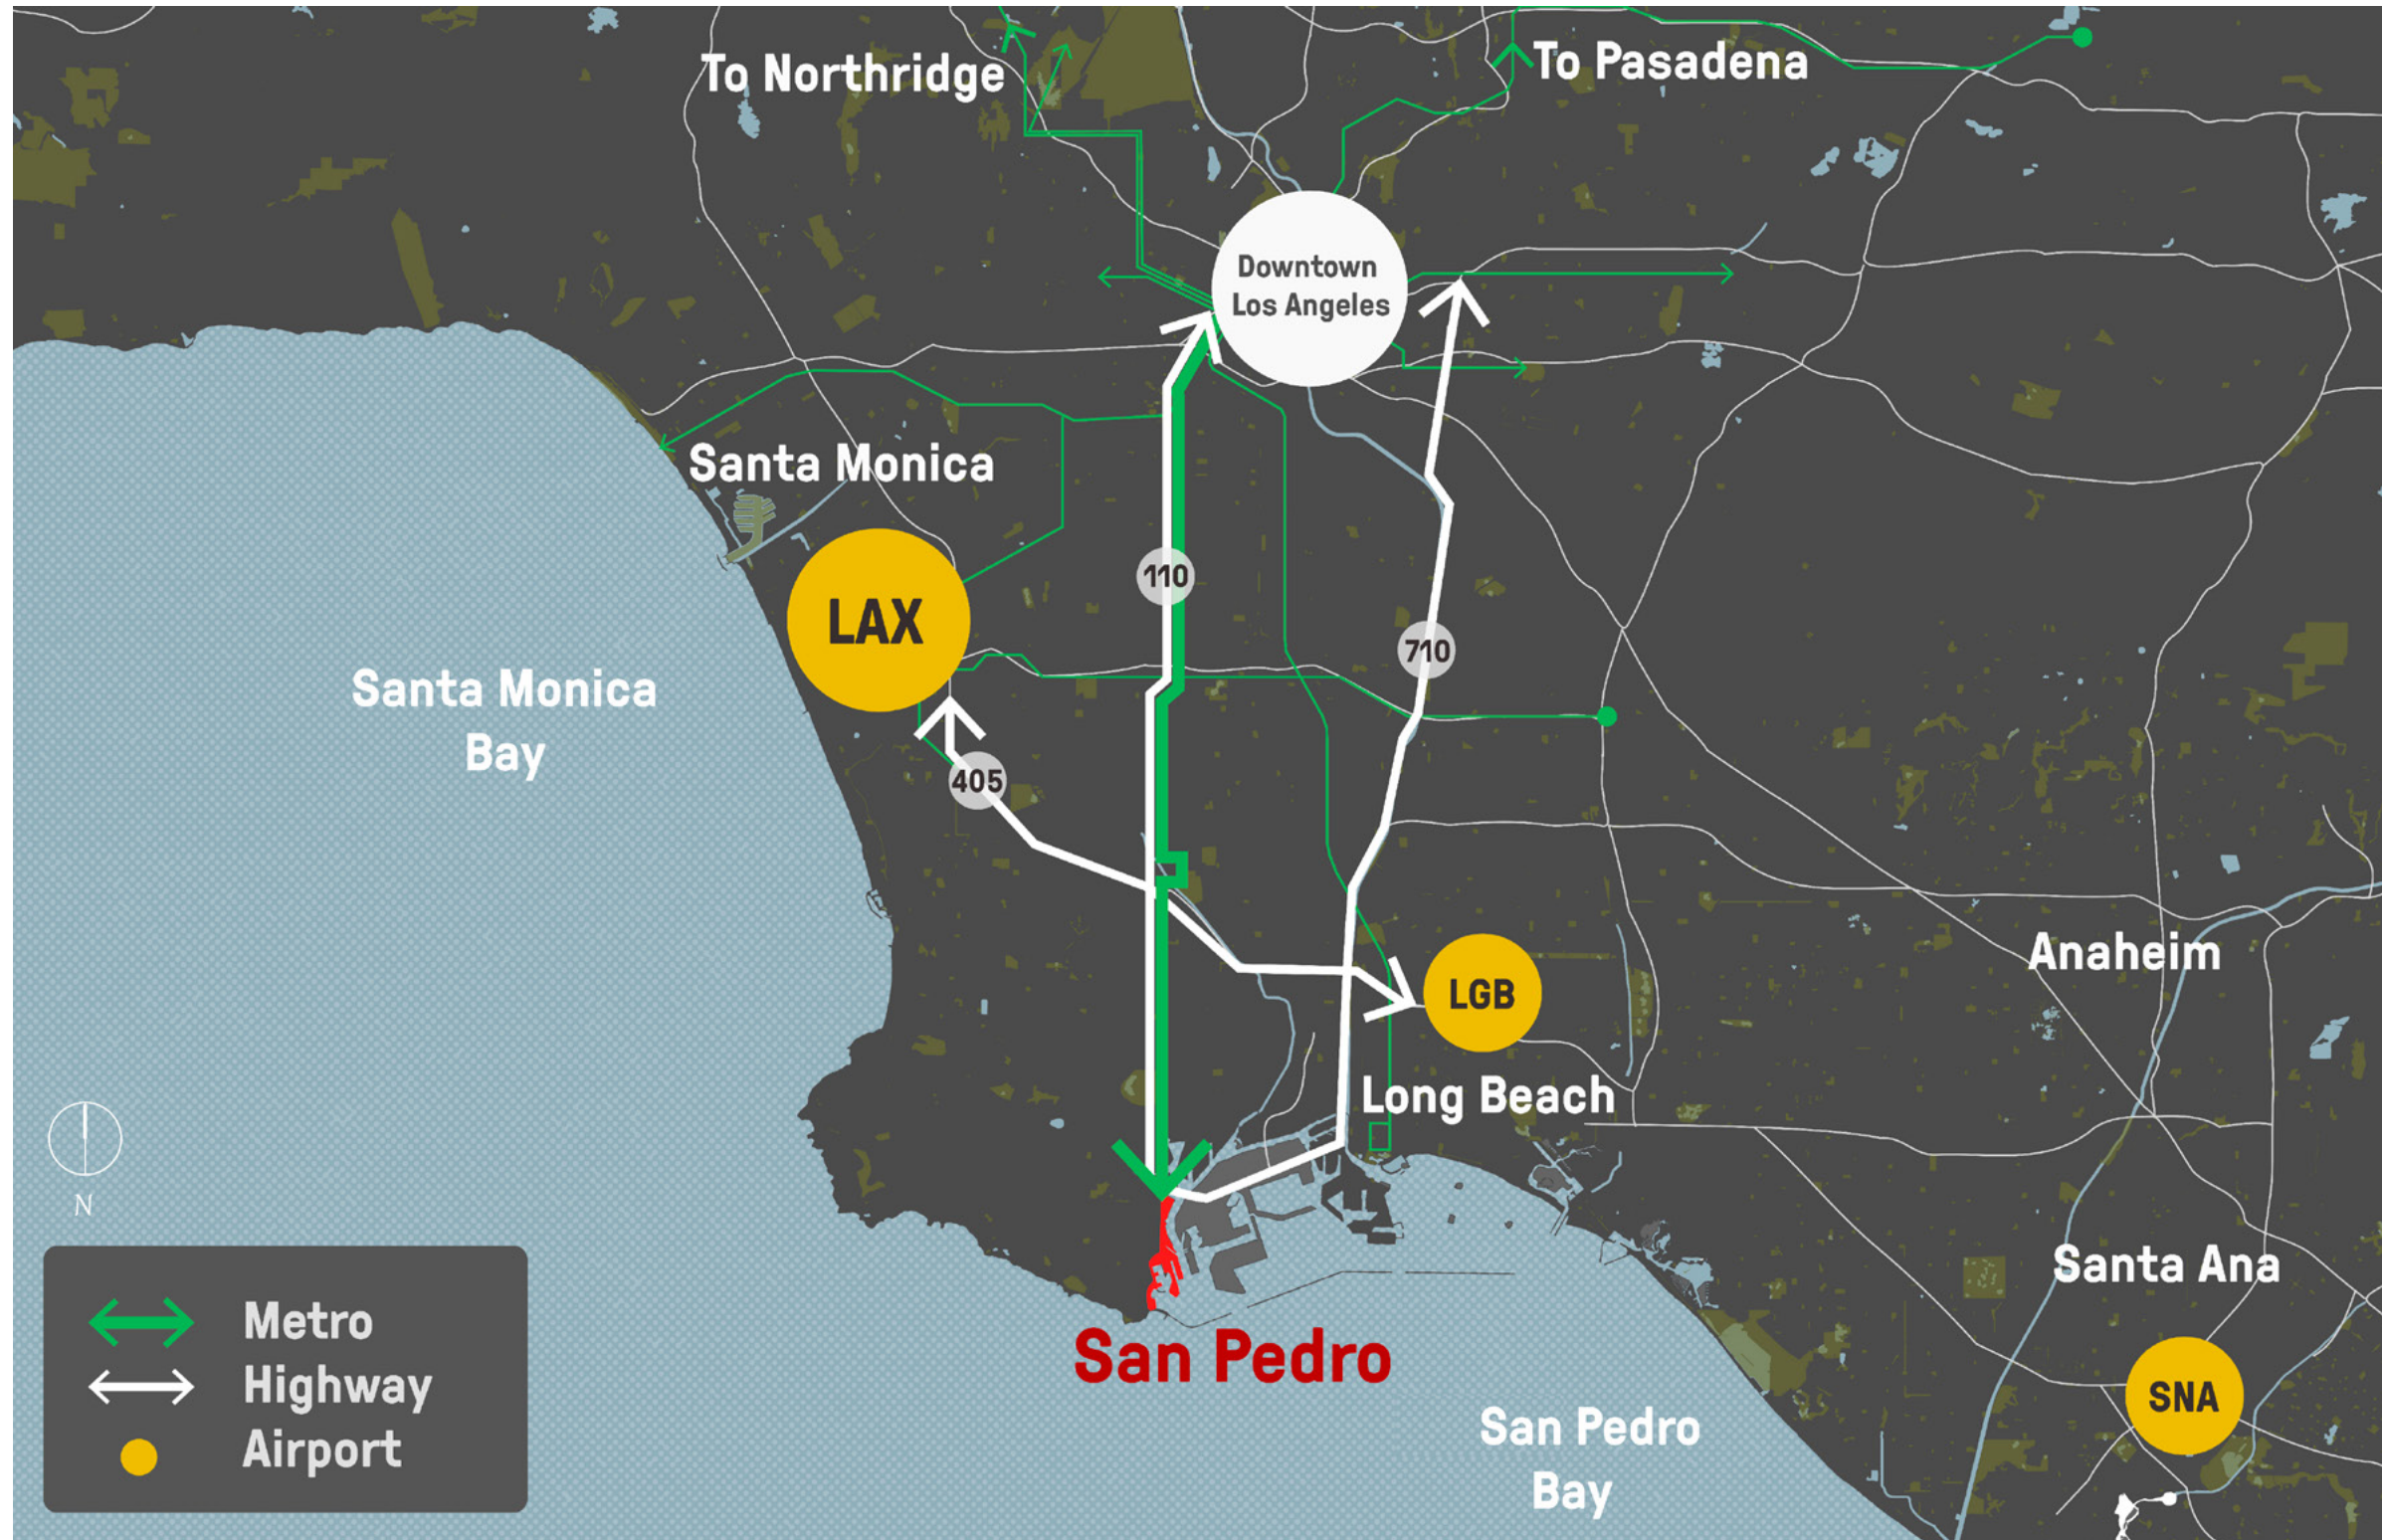 To Northridge
To Pasadena
Downtown
Los Angeles
Santa Monica
110
LAX
710
Santa Monica
Bay
405
Anaheim
LGB
Long Beach
N
Santa Ana
Metro
Highway
Airport
San Pedro
SNA
San Pedro
Bay